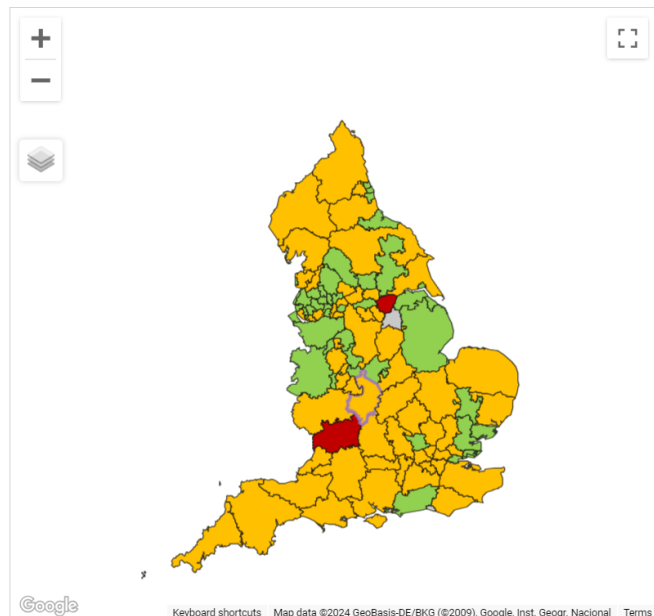 +
−
Google
Keyboard shortcuts Map data ©2024 GeoBasis-DE/BKG (©2009), Google, Inst. Geogr. Nacional Terms